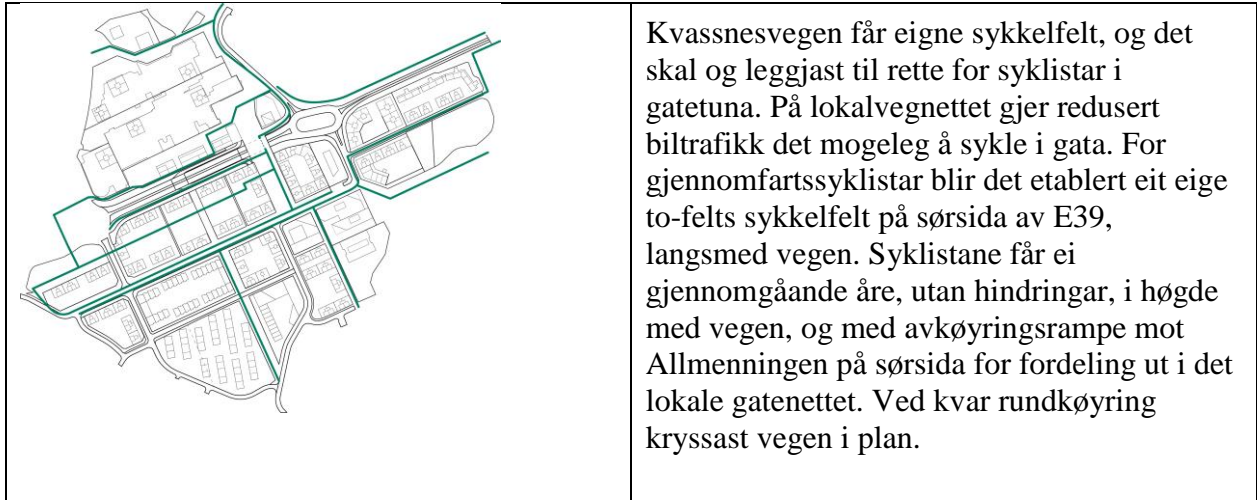 Kvassnesvegen får eigne sykkelfelt, og det
skal og leggjast til rette for syklistar i
gatetuna. På lokalvegnettet gjer redusert
biltrafikk det mogeleg å sykle i gata. For
gjennomfartssyklistar blir det etablert eit eige
to-felts sykkelfelt på sørsida av E39,
langsmed vegen. Syklistane får ei
gjennomgåande åre, utan hindringar, i høgde
med vegen, og med avkøyringsrampe mot
Allmenningen på sørsida for fordeling ut i det
lokale gatenettet. Ved kvar rundkøyring
kryssast vegen i plan.